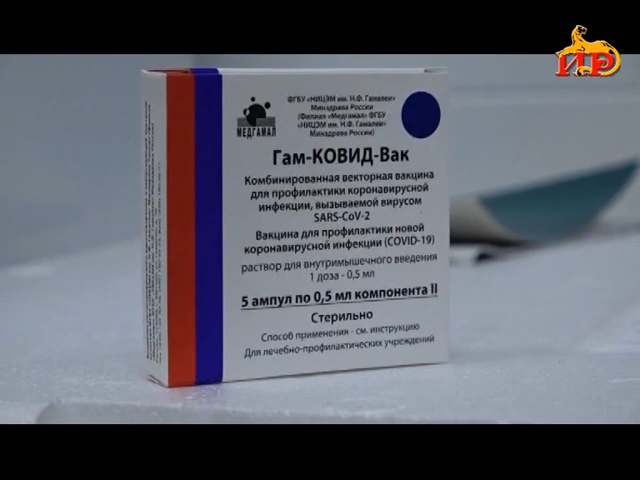 ИР
ФГБУ «НИЦЭМ им. Н.Ф. Гамалеи»
Минздрава России
(Филиал «Медгамал» ФГБУ
«НИЦЭМ им. Н.Ф. Гамалеи»
Минздрава России)
МЕДГАМАЛ
Гам-КОВИД-Вак
Комбинированная векторная вакцина
для профилактики коронавирусной
инфекции, вызываемой вирусом
SARS-CoV-2
Вакцина для профилактики новой
коронавирусной инфекции (COVID-19)
раствор для внутримышечного введения
1 доза - 0,5 мл
5 ампул по 0,5 мл компонента II
Стерильно
Способ применения - см. инструкцию
Для лечебно-профилактических учреждений